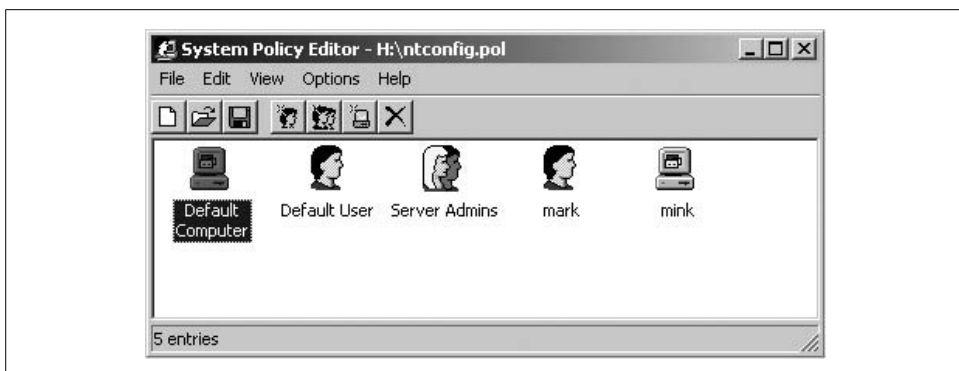 System Policy Editor - H:\ntconfig.pol
File Edit View Options Help
Default Computer
Default User
Server Admins
mark
mink
5 entries